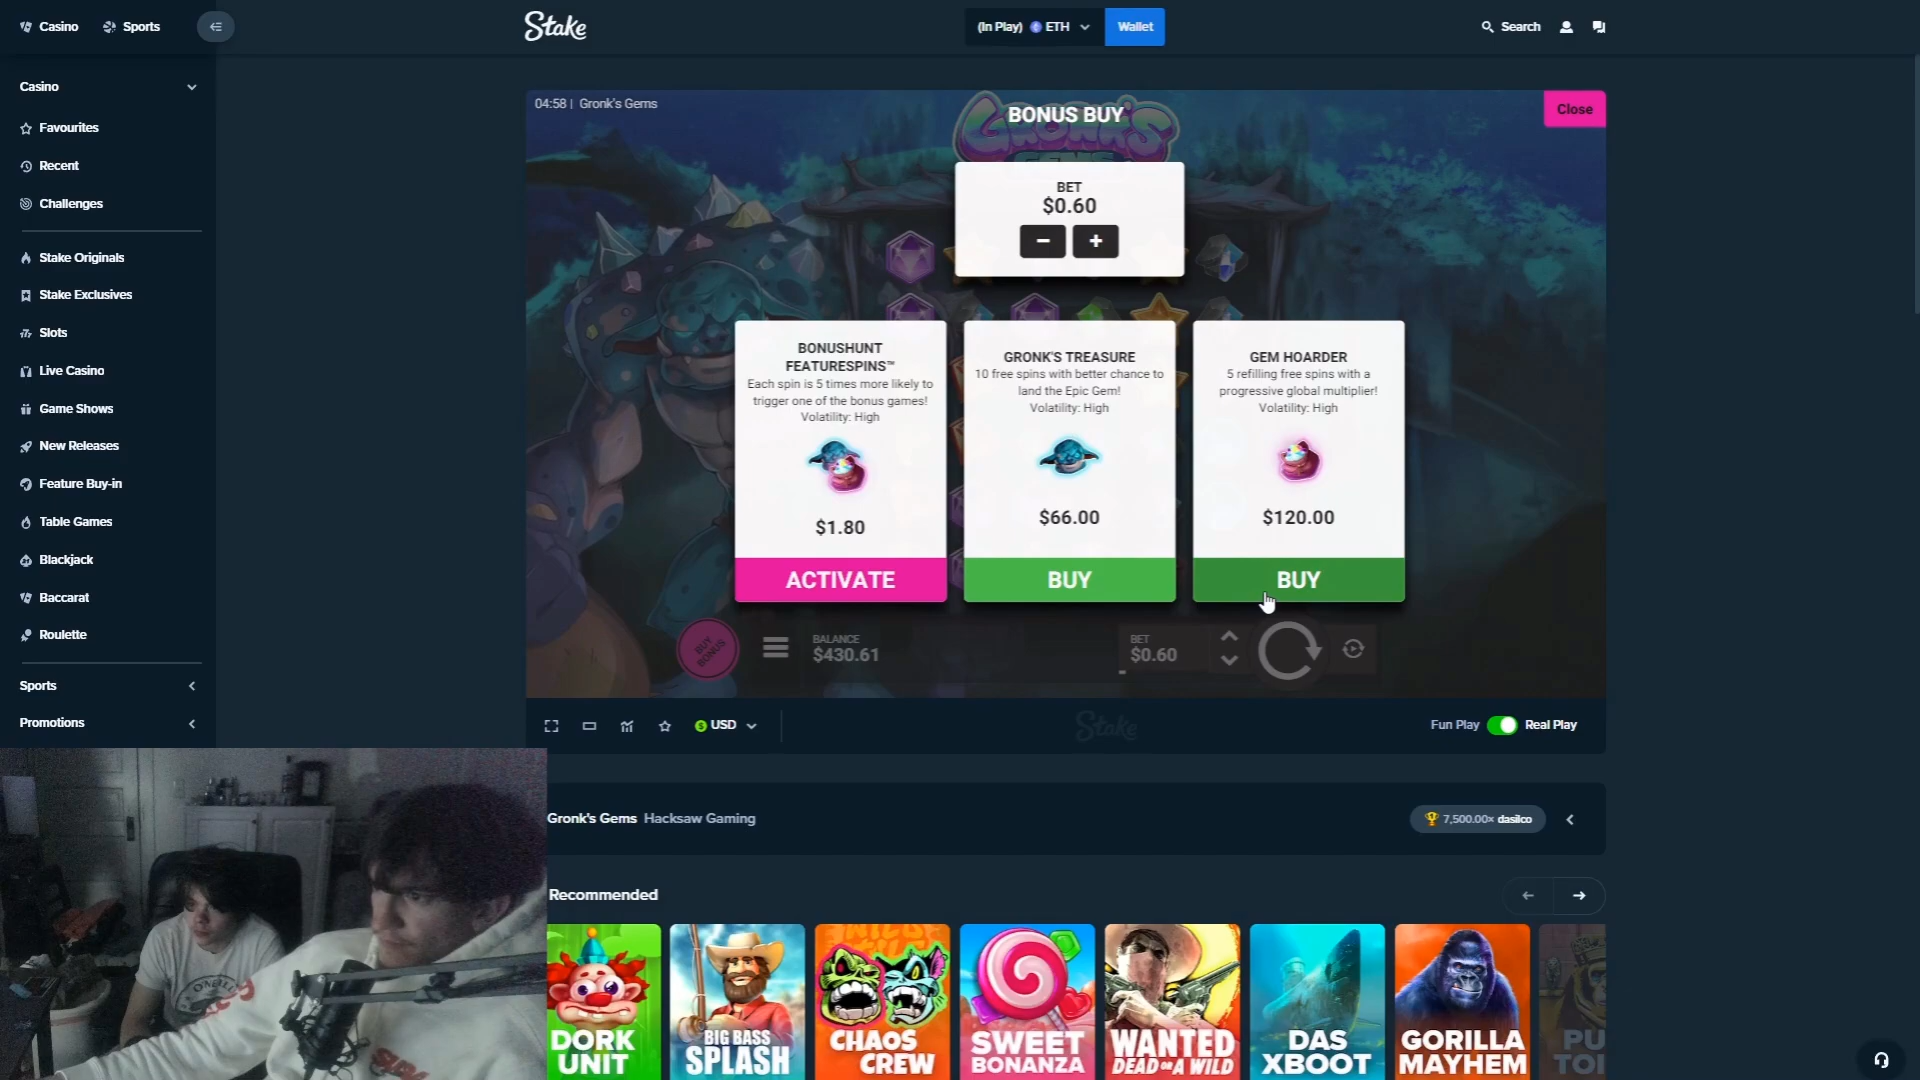 Casino
Sports
Stake
(In Play) ETH
Wallet
Search
Casino
Favourites
Recent
Challenges
Stake Originals
Stake Exclusives
Slots
Live Casino
Game Shows
New Releases
Feature Buy-in
Table Games
Blackjack
Baccarat
Roulette
Sports
Promotions
04:58 | Gronk's Gems
GRONK'S
BONUS BUY
Close
BET
$0.60
BONUSHUNT
FEATURESPINS™
Each spin is 5 times more likely to
trigger one of the bonus games!
Volatility: High
$1.80
ACTIVATE
GRONK'S TREASURE
10 free spins with better chance to
land the Epic Gem!
Volatility: High
$66.00
BUY
GEM HOARDER
5 refilling free spins with a
progressive global multiplier!
Volatility: High
$120.00
BUY
BUY
BONUS
BALANCE
$430.61
BET
$0.60
USD
Stake
Fun Play
Real Play
Gronk's Gems Hacksaw Gaming
7,500.00× dasilco
Recommended
DORK
UNIT
BIG BASS
SPLASH
CHAOS
CREW
SWEET
BONANZA
WANTED
DEAD OR A WILD
DAS
XBOOT
GORILLA
MAYHEM
O'NEILL